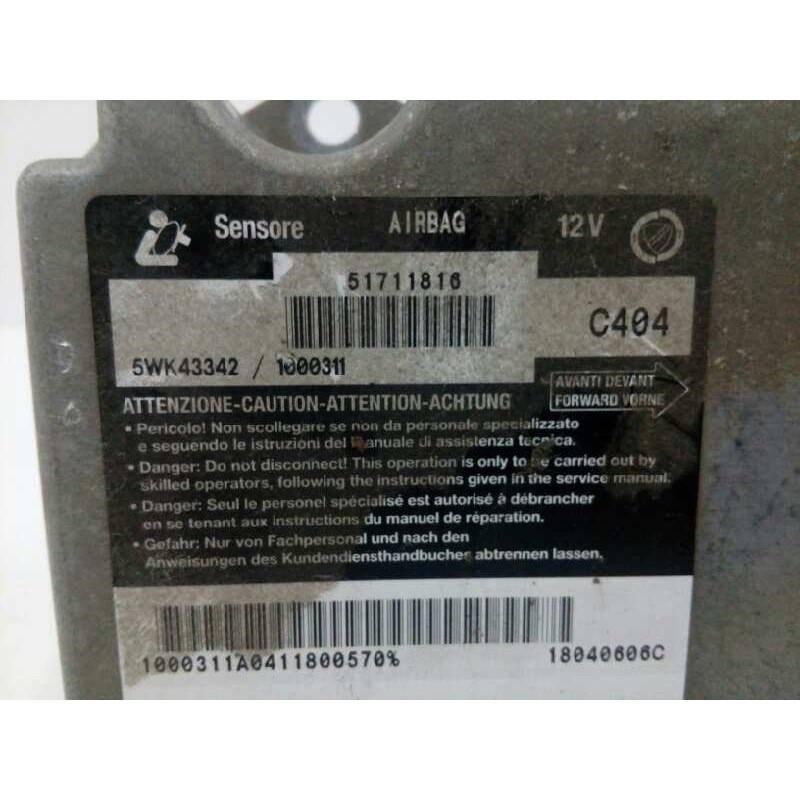 Sensore AIRBAG 12V
51711816
C404
5WK43342 / 1000311
AVANTI DEVANT
FORWARD VORNE
ATTENZIONE-CAUTION-ATTENTION-ACHTUNG
• Pericolo! Non scollegare se non da personale specializzato
e seguendo le istruzioni del Manuale di assistenza tecnica.
• Danger: Do not disconnect! This operation is only to be carried out by
skilled operators, following the instructions given in the service manual.
• Danger: Seul le personel spécialisé est autorisé à débrancher
en se tenant aux instructions du manuel de réparation.
• Gefahr: Nur von Fachpersonal und nach den
Anweisungen des Kundendiensthandbuches abtrennen lassen.
1000311A0411800570% 18040606C